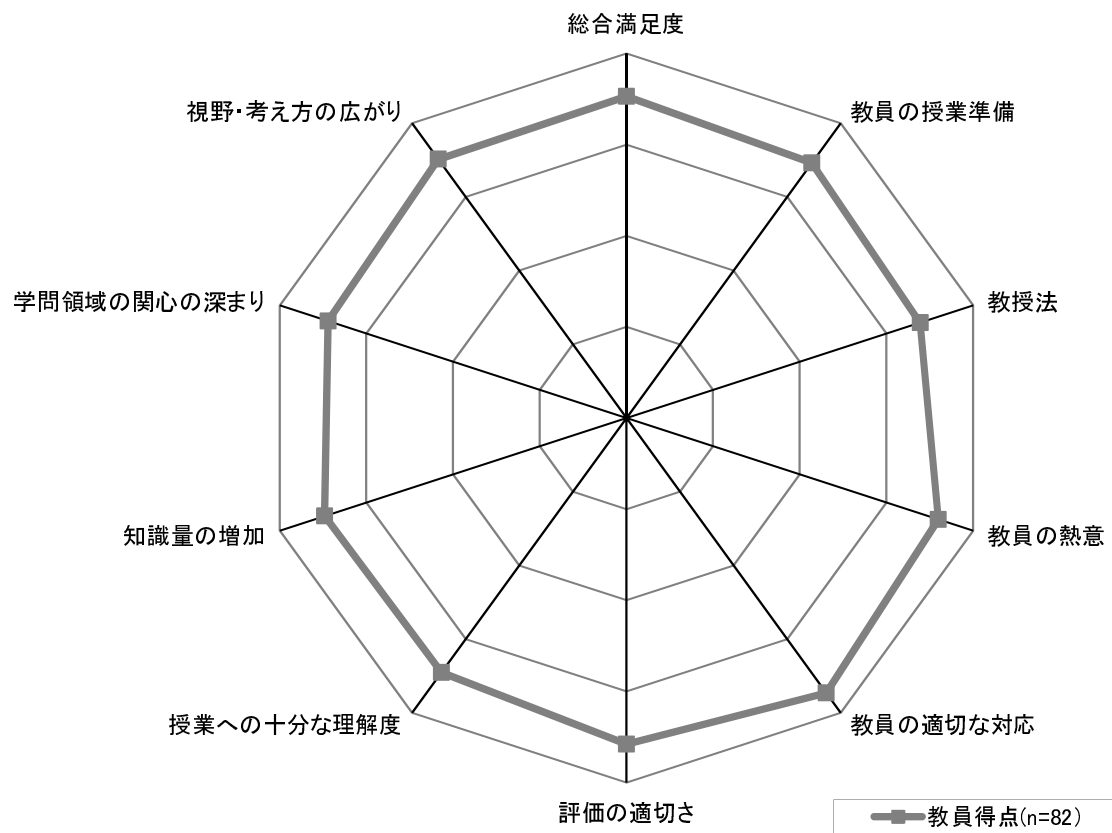 総合満足度
教員の授業準備
教授法
教員の熱意
教員の適切な対応
評価の適切さ
授業への十分な理解度
知識量の増加
学問領域の関心の深まり
視野・考え方の広がり
教員得点(n=82)